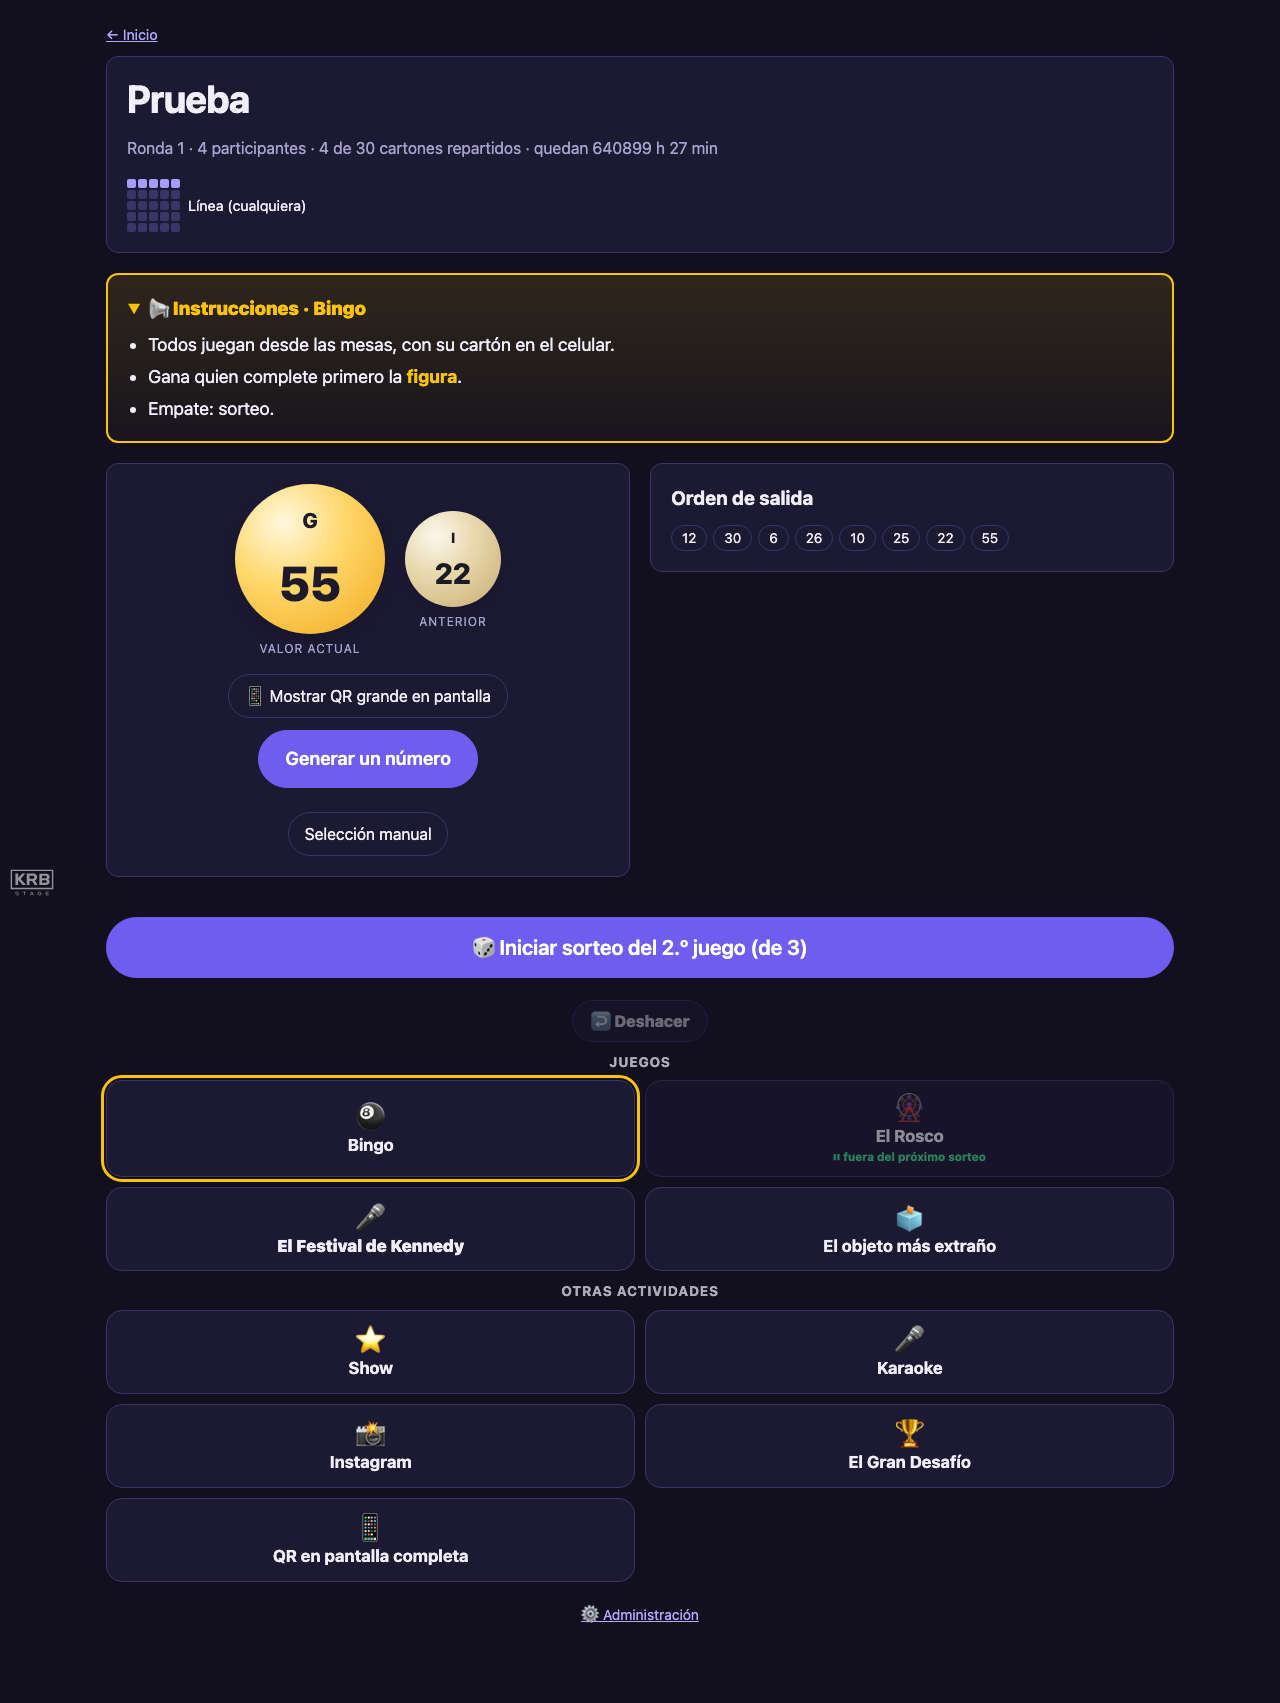 ← Inicio
Prueba
Ronda 1 · 4 participantes · 4 de 30 cartones repartidos · quedan 640899 h 27 min
Línea (cualquiera)
▼ 📢 Instrucciones · Bingo
• Todos juegan desde las mesas, con su cartón en el celular.
• Gana quien complete primero la figura.
• Empate: sorteo.
G
55
VALOR ACTUAL
I
22
ANTERIOR
📱 Mostrar QR grande en pantalla
Generar un número
Selección manual
Orden de salida
12 30 6 26 10 25 22 55
KRB
STAGE
🎲 Iniciar sorteo del 2.º juego (de 3)
↩️ Deshacer
JUEGOS
8
Bingo
El Rosco
⏸ fuera del próximo sorteo
El Festival de Kennedy
El objeto más extraño
OTRAS ACTIVIDADES
Show
Karaoke
Instagram
El Gran Desafío
QR en pantalla completa
⚙️ Administración